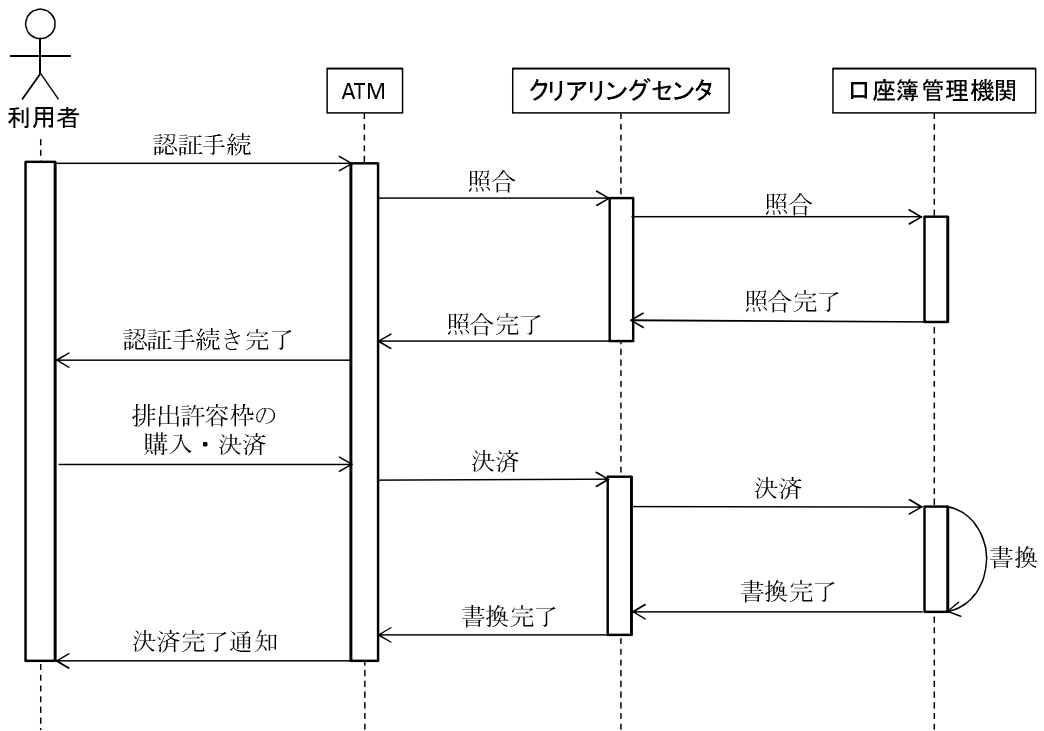 利用者
ATM
クリアリングセンタ
口座簿管理機関
認証手続
照合
照合
照合完了
照合完了
認証手続き完了
排出許容枠の
購入・決済
決済
決済
書換
書換完了
書換完了
決済完了通知